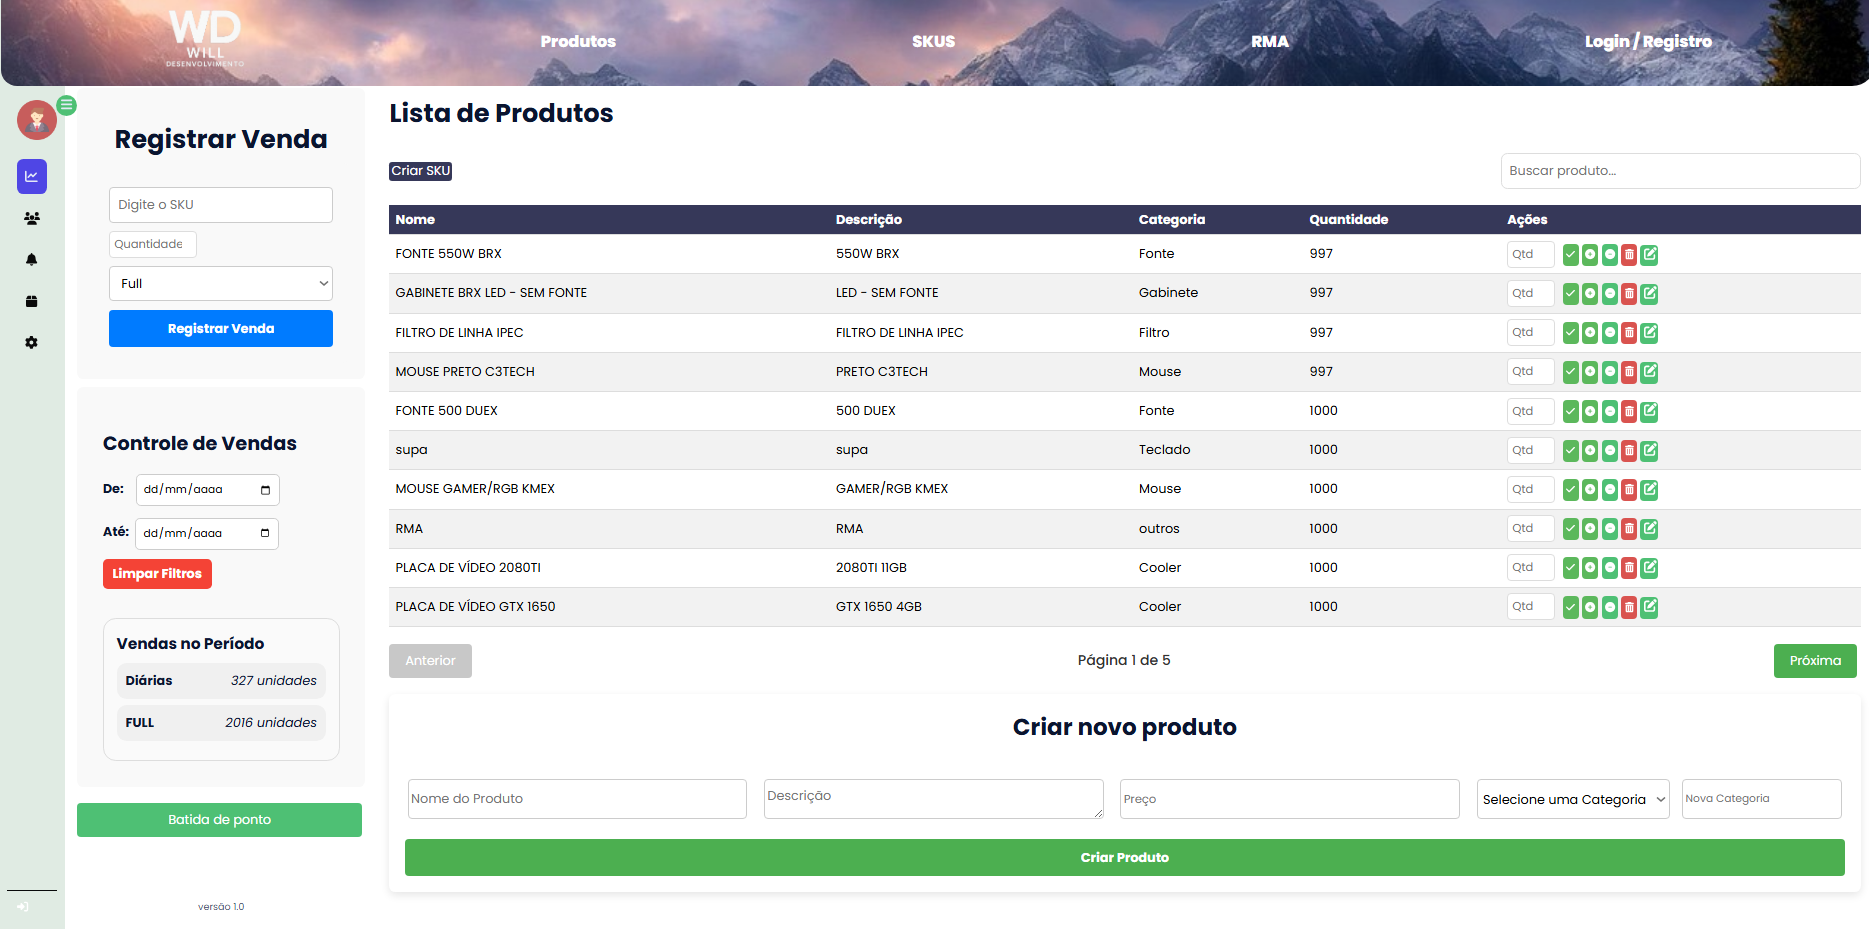 WD
WILL
DESENVOLVIMENTO
Produtos
SKUS
RMA
Login / Registro
Registrar Venda
Digite o SKU
Quantidade
Full
Registrar Venda
Controle de Vendas
De: dd/mm/aaaa
Até: dd/mm/aaaa
Limpar Filtros
Vendas no Período
Diárias 327 unidades
FULL 2016 unidades
Batida de ponto
versão 1.0
Lista de Produtos
Criar SKU
Buscar produto...
Nome Descrição Categoria Quantidade Ações
FONTE 550W BRX 550W BRX Fonte 997 Qtd
GABINETE BRX LED - SEM FONTE LED - SEM FONTE Gabinete 997 Qtd
FILTRO DE LINHA IPEC FILTRO DE LINHA IPEC Filtro 997 Qtd
MOUSE PRETO C3TECH PRETO C3TECH Mouse 997 Qtd
FONTE 500 DUEX 500 DUEX Fonte 1000 Qtd
supa supa Teclado 1000 Qtd
MOUSE GAMER/RGB KMEX GAMER/RGB KMEX Mouse 1000 Qtd
RMA RMA outros 1000 Qtd
PLACA DE VÍDEO 2080TI 2080TI 11GB Cooler 1000 Qtd
PLACA DE VÍDEO GTX 1650 GTX 1650 4GB Cooler 1000 Qtd
Anterior
Página 1 de 5
Próxima
Criar novo produto
Nome do Produto
Descrição
Preço
Selecione uma Categoria
Nova Categoria
Criar Produto